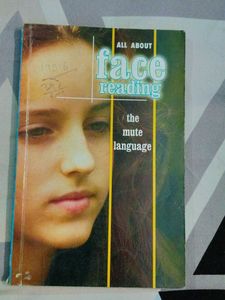 ALL ABOUT
face
reading
the
mute
language